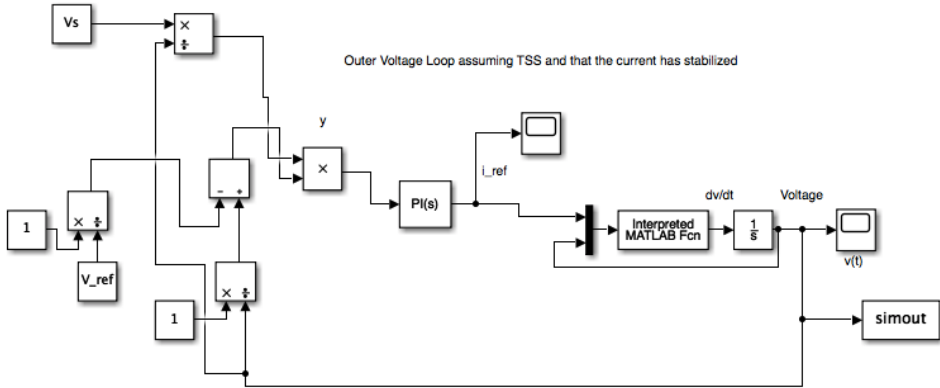 Vs
×
÷
Outer Voltage Loop assuming TSS and that the current has stabilized
y
− +
×
i_ref
PI(s)
dv/dt
Voltage
1
× ÷
Interpreted
MATLAB Fcn
1
s
v(t)
V_ref
× ÷
1
simout